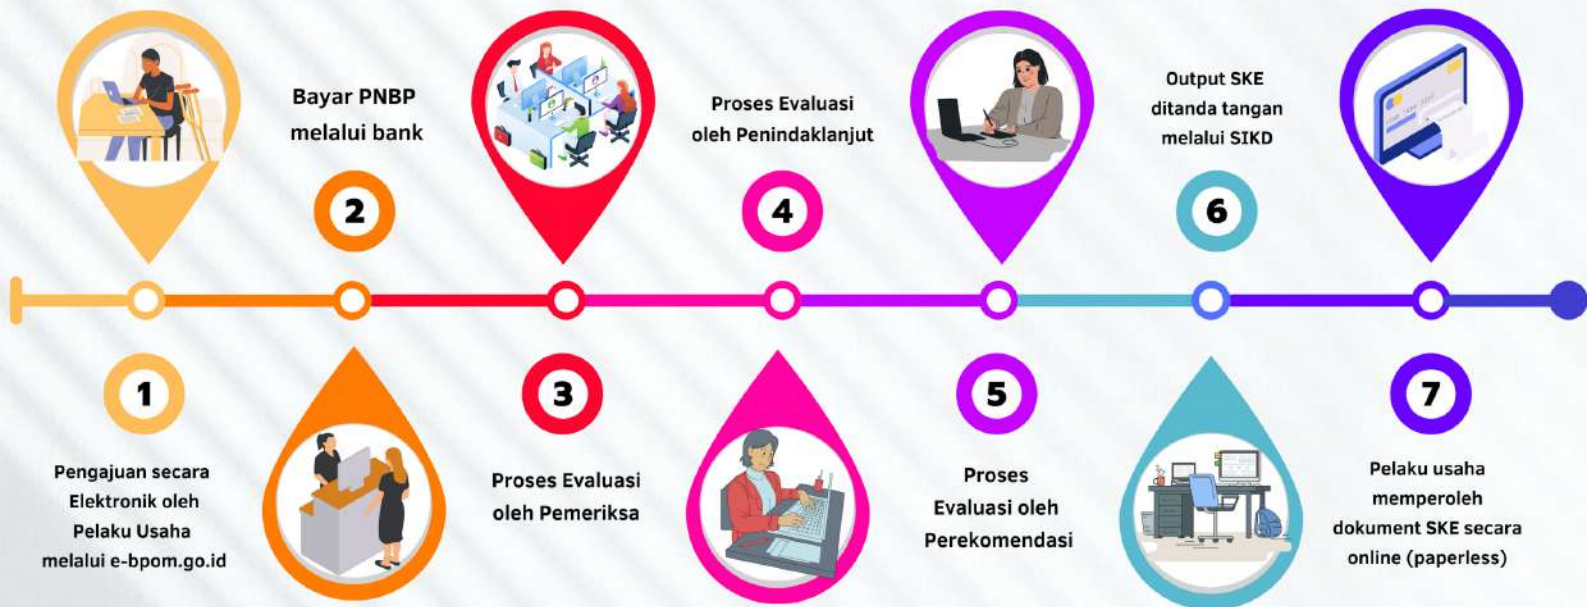 1
Pengajuan secara
Elektronik oleh
Pelaku Usaha
melalui e-bpom.go.id
Bayar PNBP
melalui bank
2
3
Proses Evaluasi
oleh Pemeriksa
Proses Evaluasi
oleh Penindaklanjut
4
5
Proses
Evaluasi oleh
Perekomendasi
Output SKE
ditanda tangan
melalui SIKD
6
7
Pelaku usaha
memperoleh
dokument SKE secara
online (paperless)